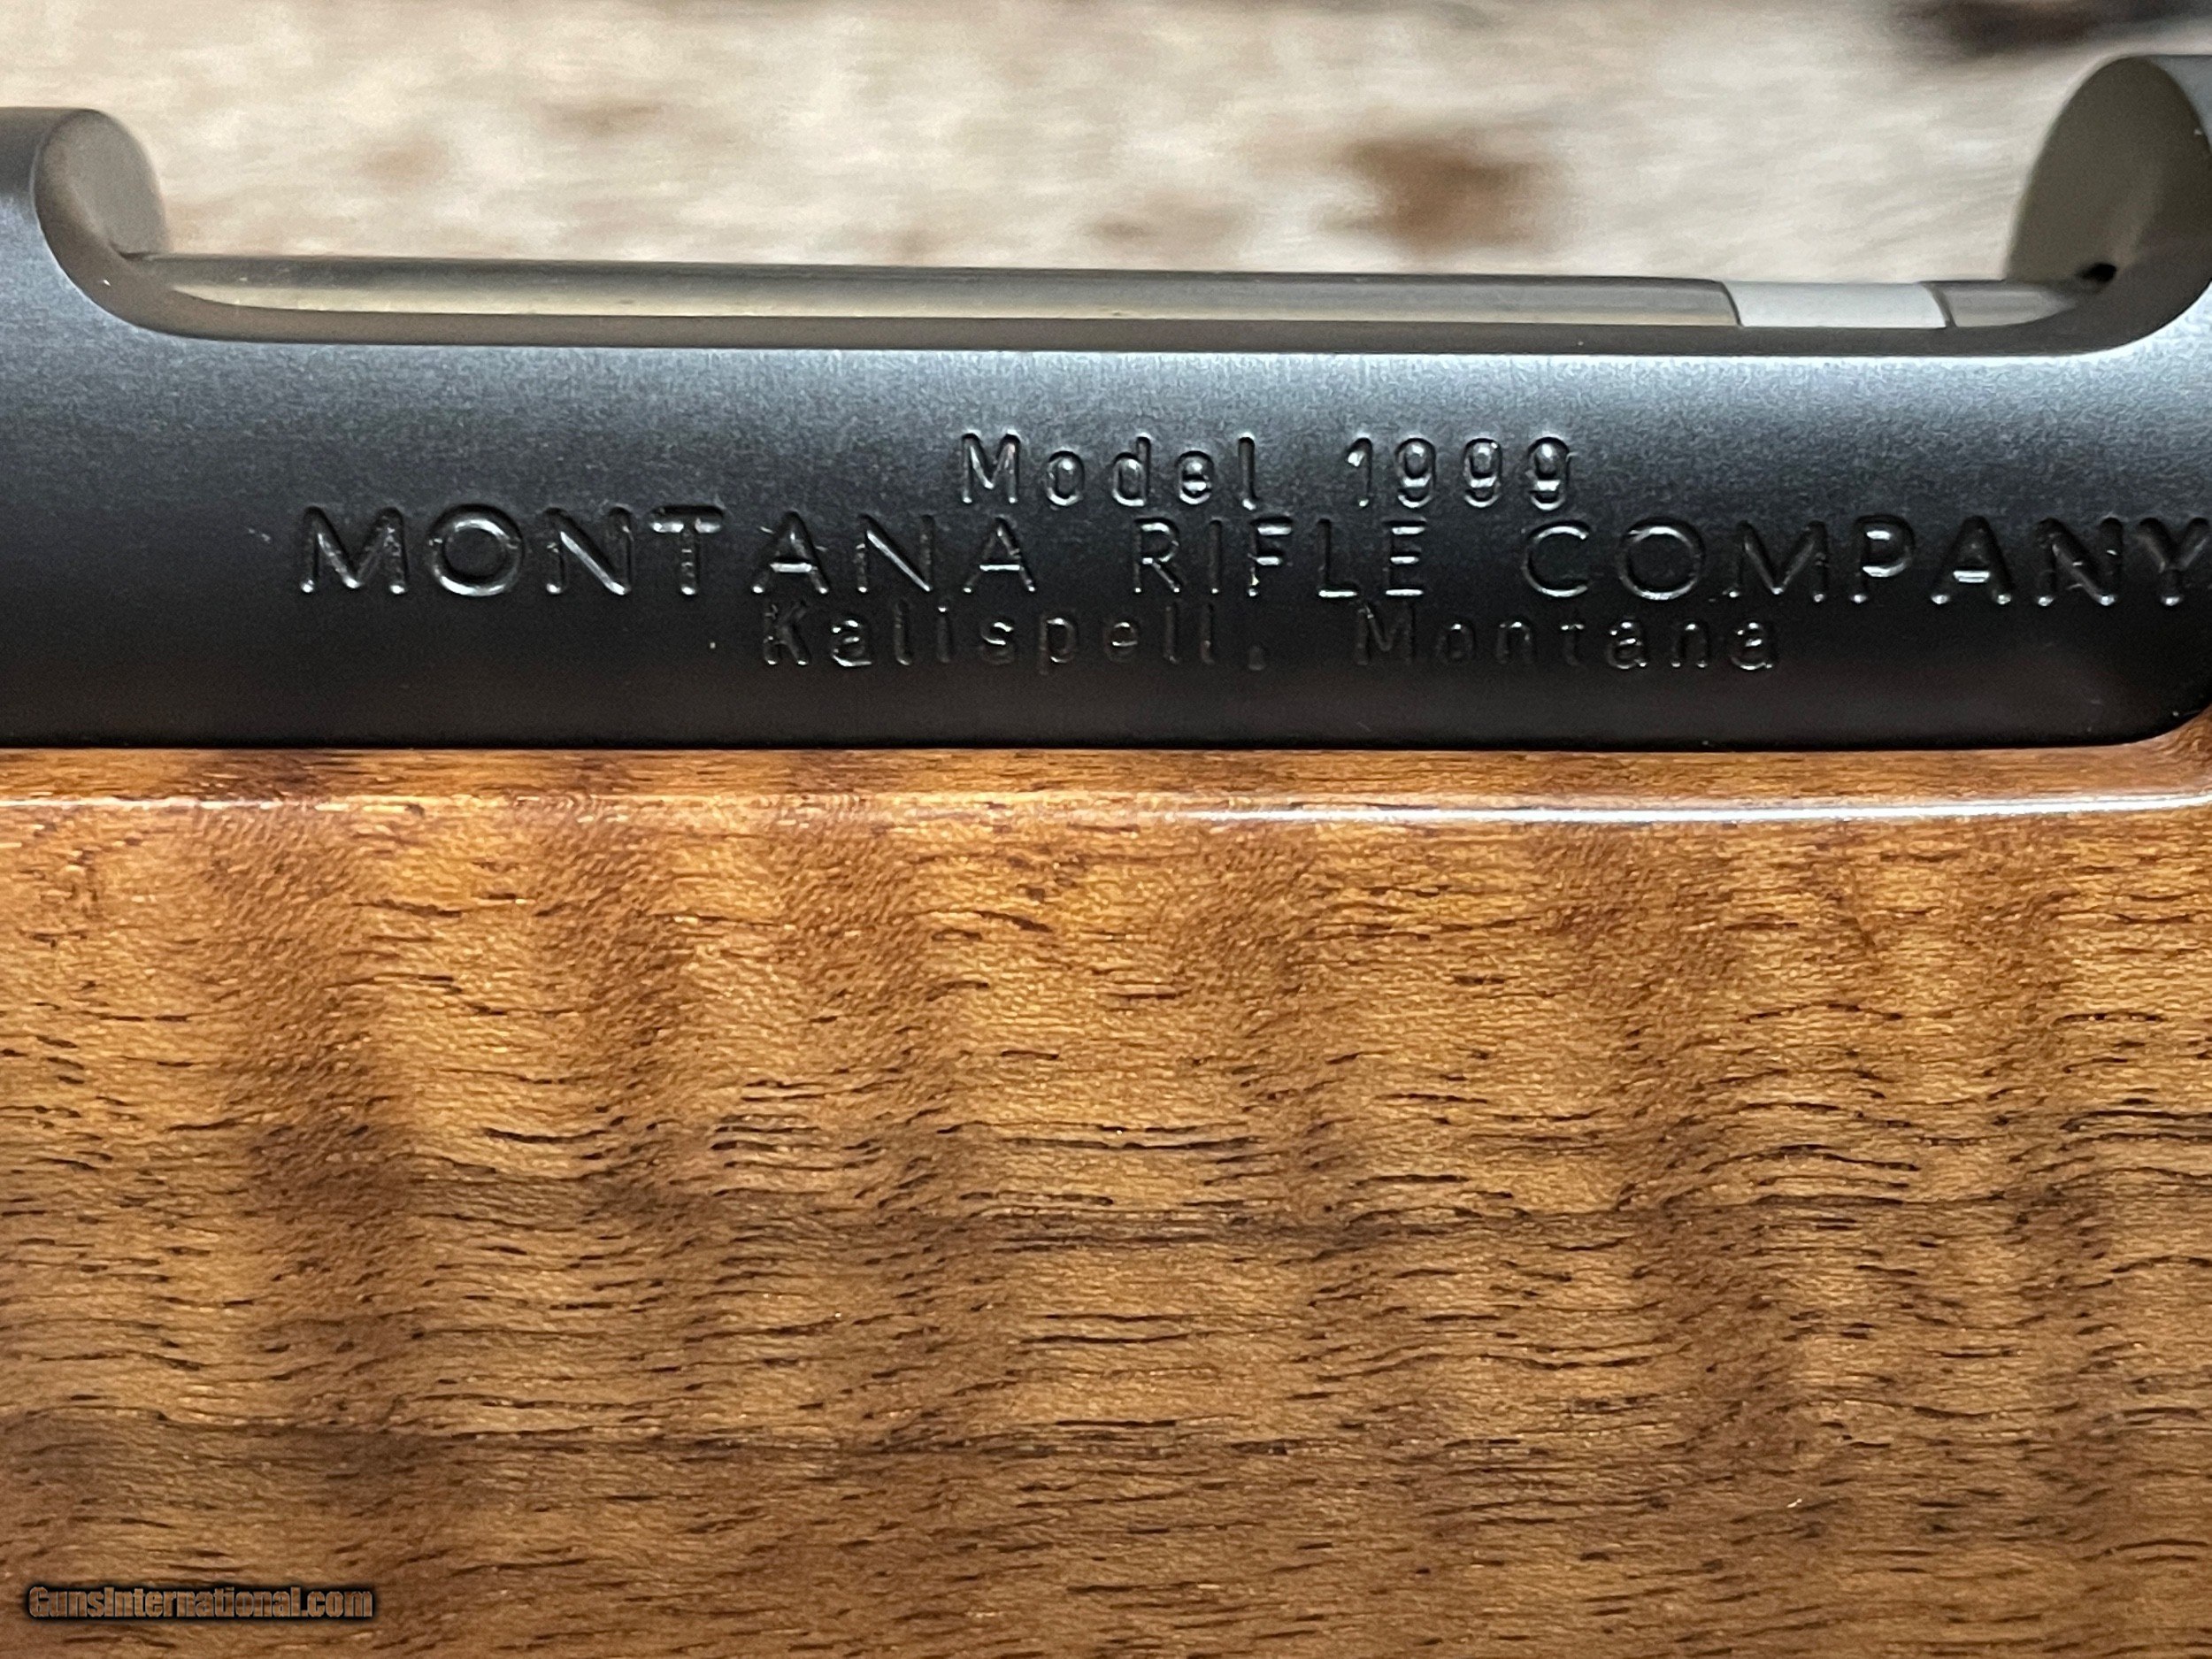 Model 1999
MONTANA RIFLE COMPANY
Kalispell, Montana
GunsInternational.com